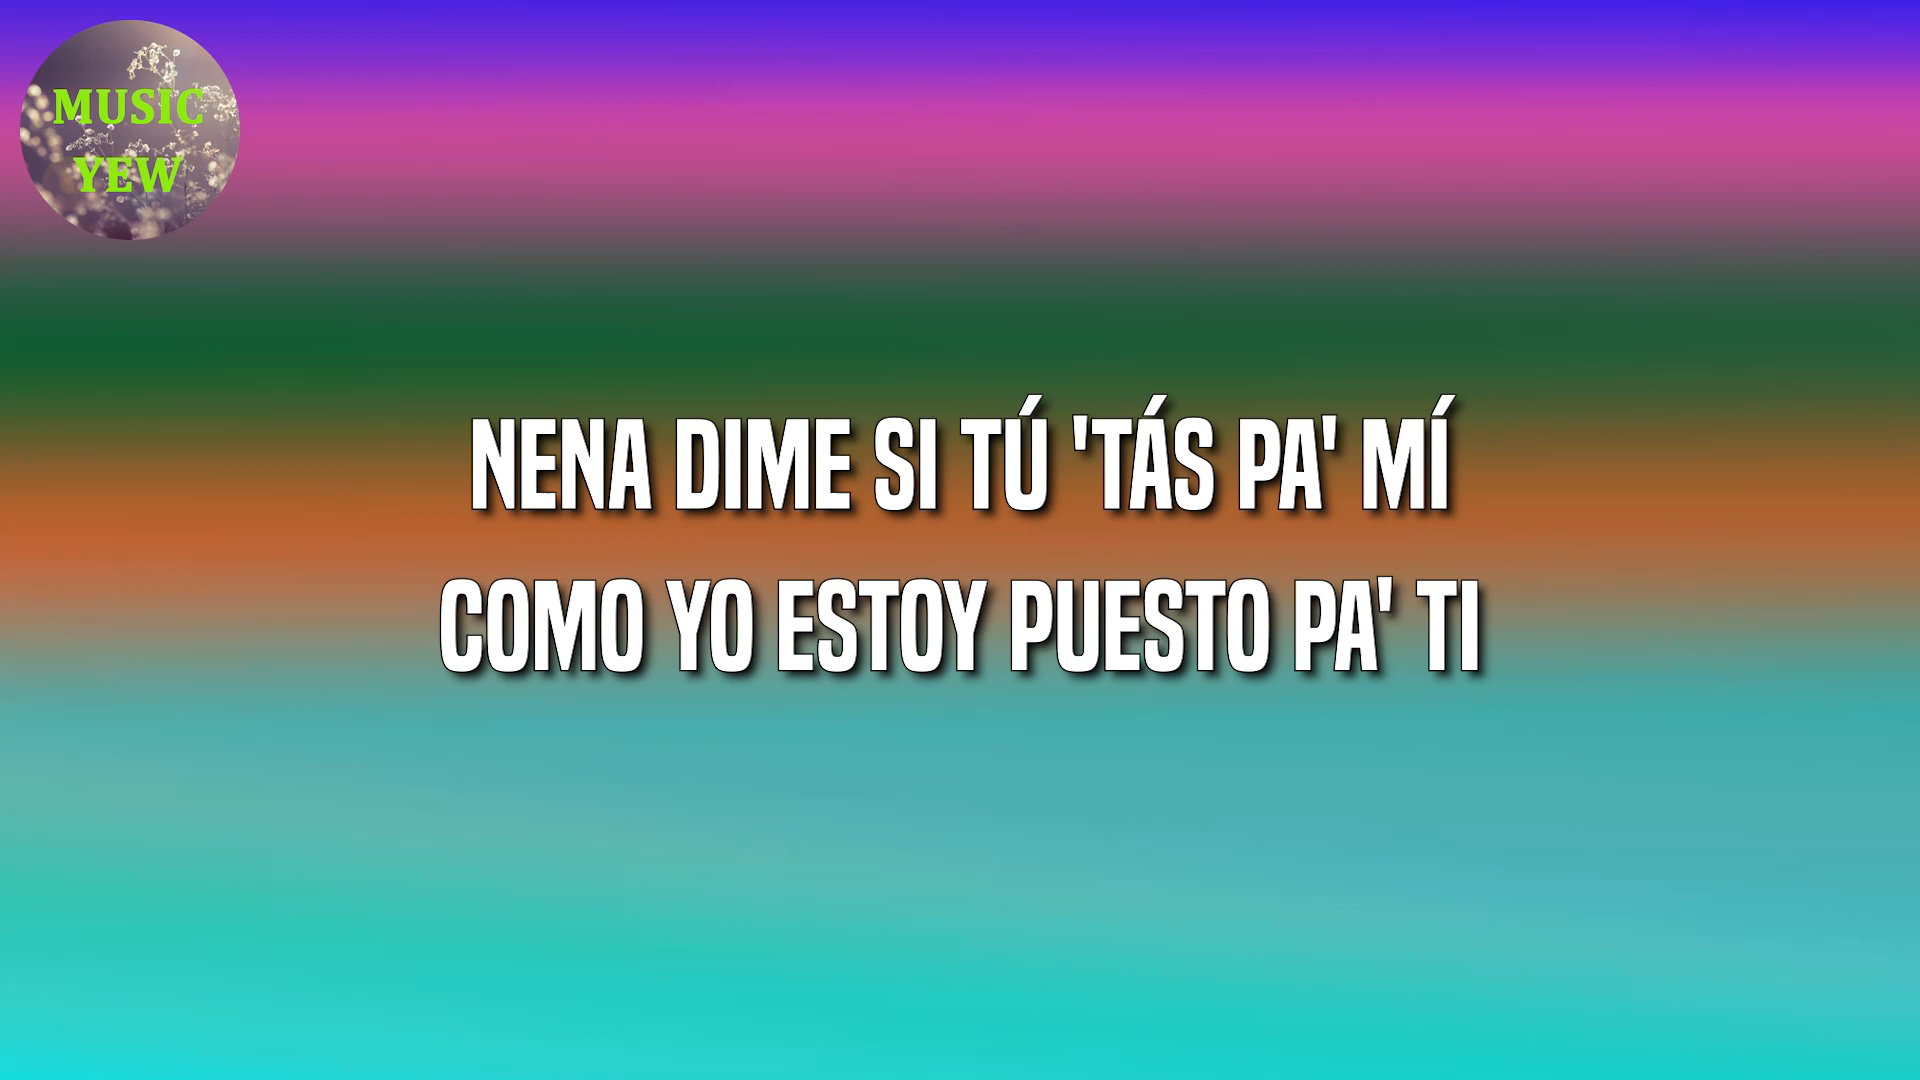 MUSIC
YEW
NENA DIME SI TÚ 'TÁS PA' MÍ
COMO YO ESTOY PUESTO PA' TI